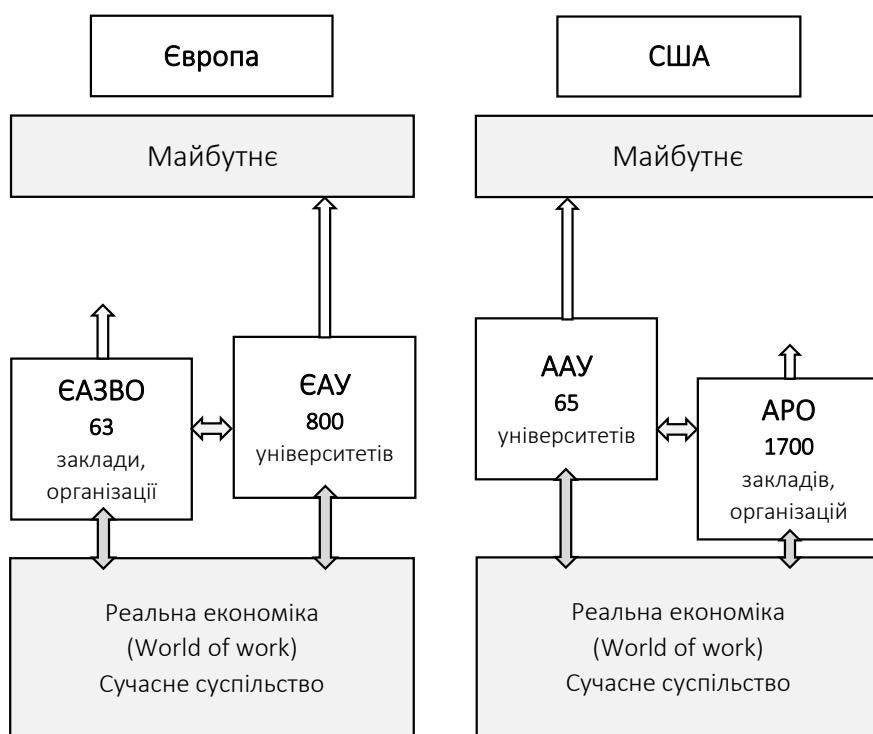 Європа
Майбутнє
ЄАЗВО
63
заклади,
організації
ЄАУ
800
університетів
Реальна економіка
(World of work)
Сучасне суспільство
США
Майбутнє
ААУ
65
університетів
АРО
1700
закладів,
організацій
Реальна економіка
(World of work)
Сучасне суспільство